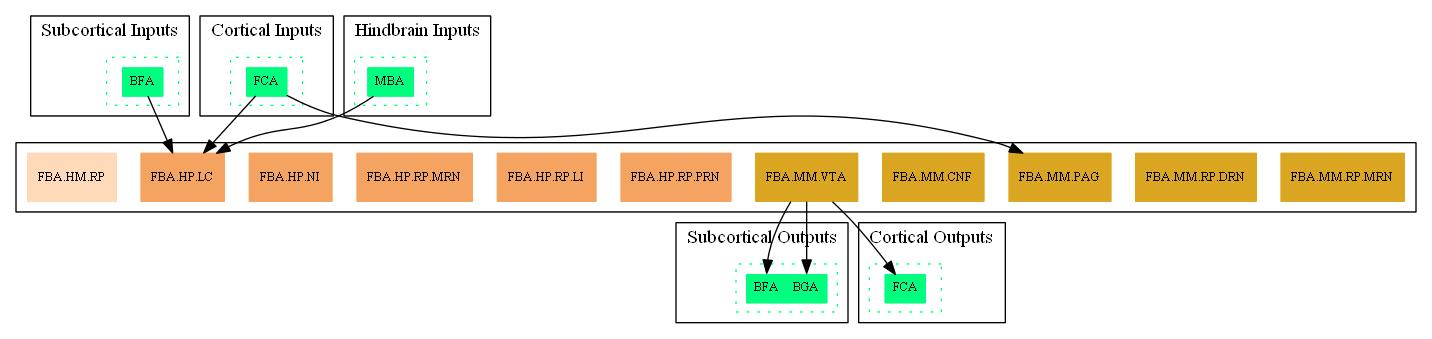 Subcortical Inputs
Cortical Inputs
Hindbrain Inputs
BFA
FCA
MBA
FBA.HM.RP
FBA.HP.LC
FBA.HP.NI
FBA.HP.RP.MRN
FBA.HP.RP.LI
FBA.HP.RP.PRN
FBA.MM.VTA
FBA.MM.CNF
FBA.MM.PAG
FBA.MM.RP.DRN
FBA.MM.RP.MRN
Subcortical Outputs
Cortical Outputs
BFA
BGA
FCA